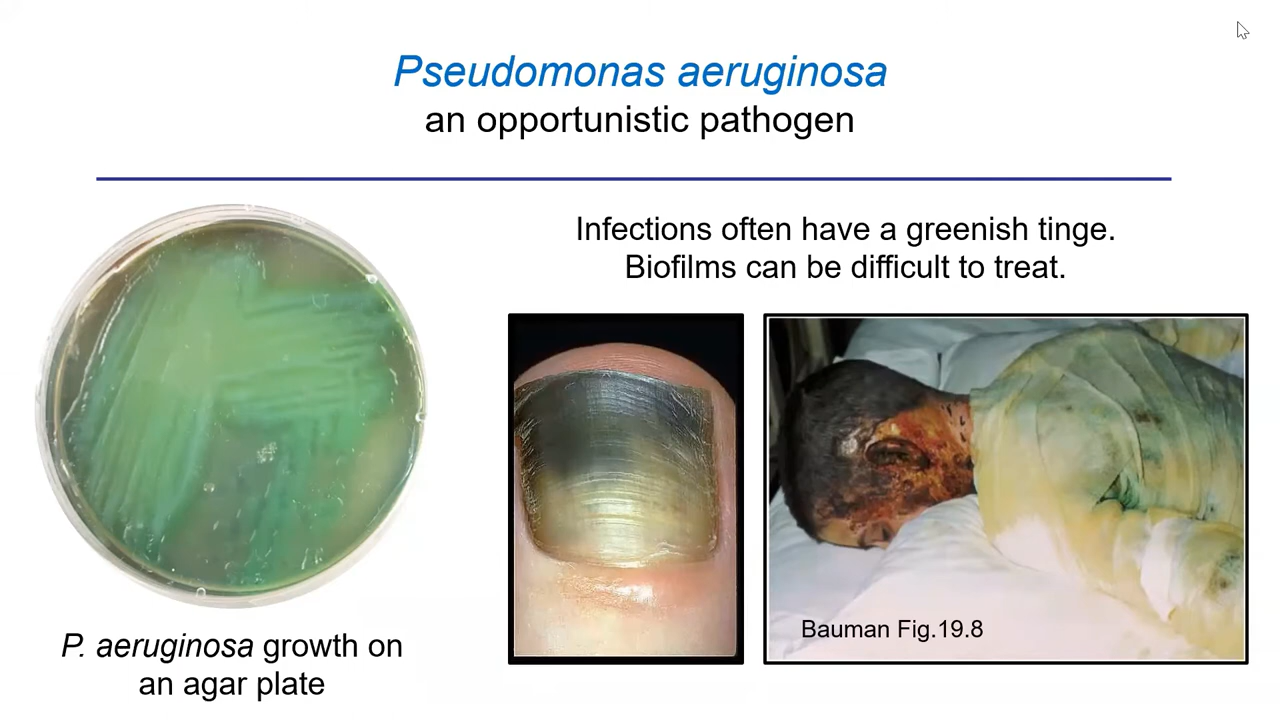 Pseudomonas aeruginosa
an opportunistic pathogen
Infections often have a greenish tinge.
Biofilms can be difficult to treat.
Bauman Fig.19.8
P. aeruginosa growth on
an agar plate